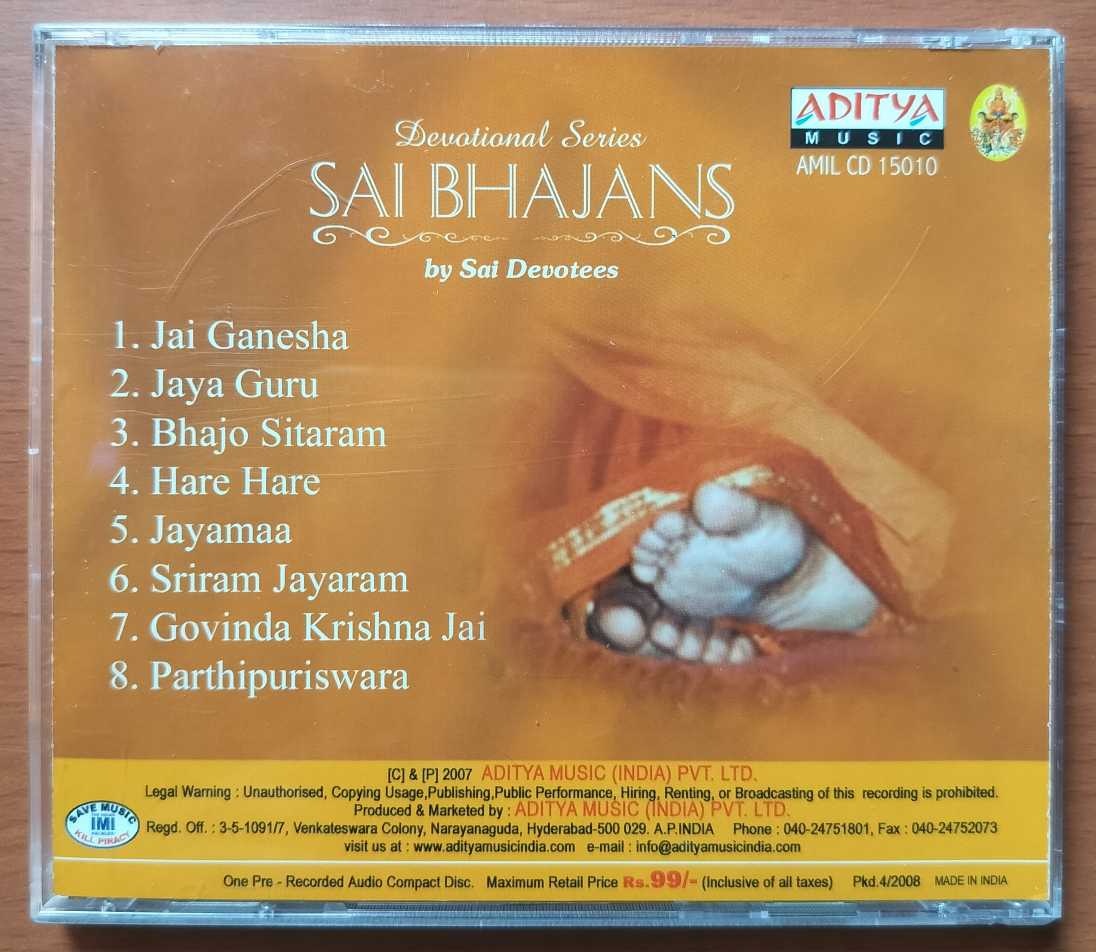 ADITYA
MUSIC
AMIL CD 15010
Devotional Series
SAI BHAJANS
by Sai Devotees
1. Jai Ganesha
2. Jaya Guru
3. Bhajo Sitaram
4. Hare Hare
5. Jayamaa
6. Sriram Jayaram
7. Govinda Krishna Jai
8. Parthipuriswara
[C] & [P] 2007 ADITYA MUSIC (INDIA) PVT. LTD.
Legal Warning : Unauthorised, Copying Usage,Publishing,Public Performance, Hiring, Renting, or Broadcasting of this recording is prohibited.
Produced & Marketed by : ADITYA MUSIC (INDIA) PVT. LTD.
Regd. Off. : 3-5-1091/7, Venkateswara Colony, Narayanaguda, Hyderabad-500 029. A.P.INDIA Phone : 040-24751801, Fax : 040-24752073
visit us at : www.adityamusicindia.com e-mail : info@adityamusicindia.com
SAVE MUSIC
IMI
KILL PIRACY
One Pre - Recorded Audio Compact Disc. Maximum Retail Price Rs.99/- (Inclusive of all taxes) Pkd.4/2008 MADE IN INDIA